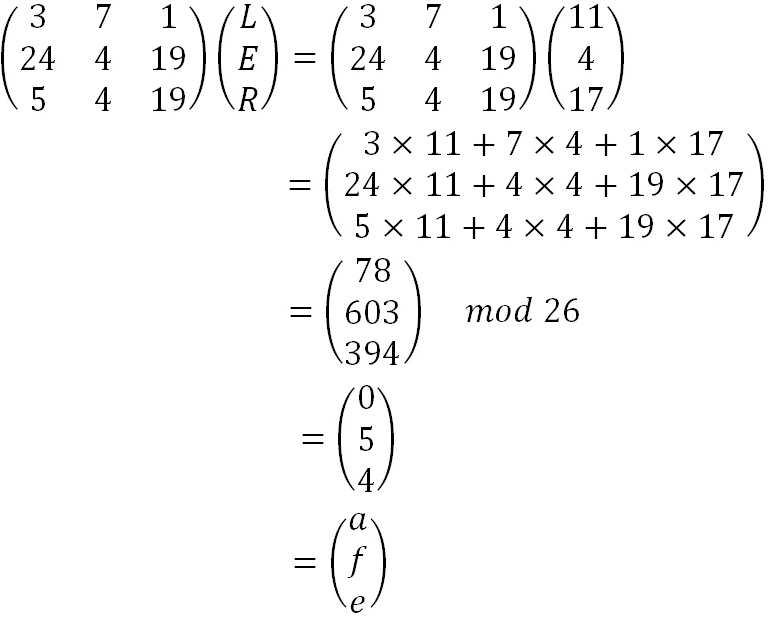 ( 3 7 1 ) ( L ) = ( 3 7 1 ) ( 11 )
( 24 4 19 ) ( E ) = ( 24 4 19 ) ( 4 )
( 5 4 19 ) ( R ) = ( 5 4 19 ) ( 17 )
3 × 11 + 7 × 4 + 1 × 17
= 24 × 11 + 4 × 4 + 19 × 17
5 × 11 + 4 × 4 + 19 × 17
78
= 603 mod 26
394
0
= 5
4
a
= f
e